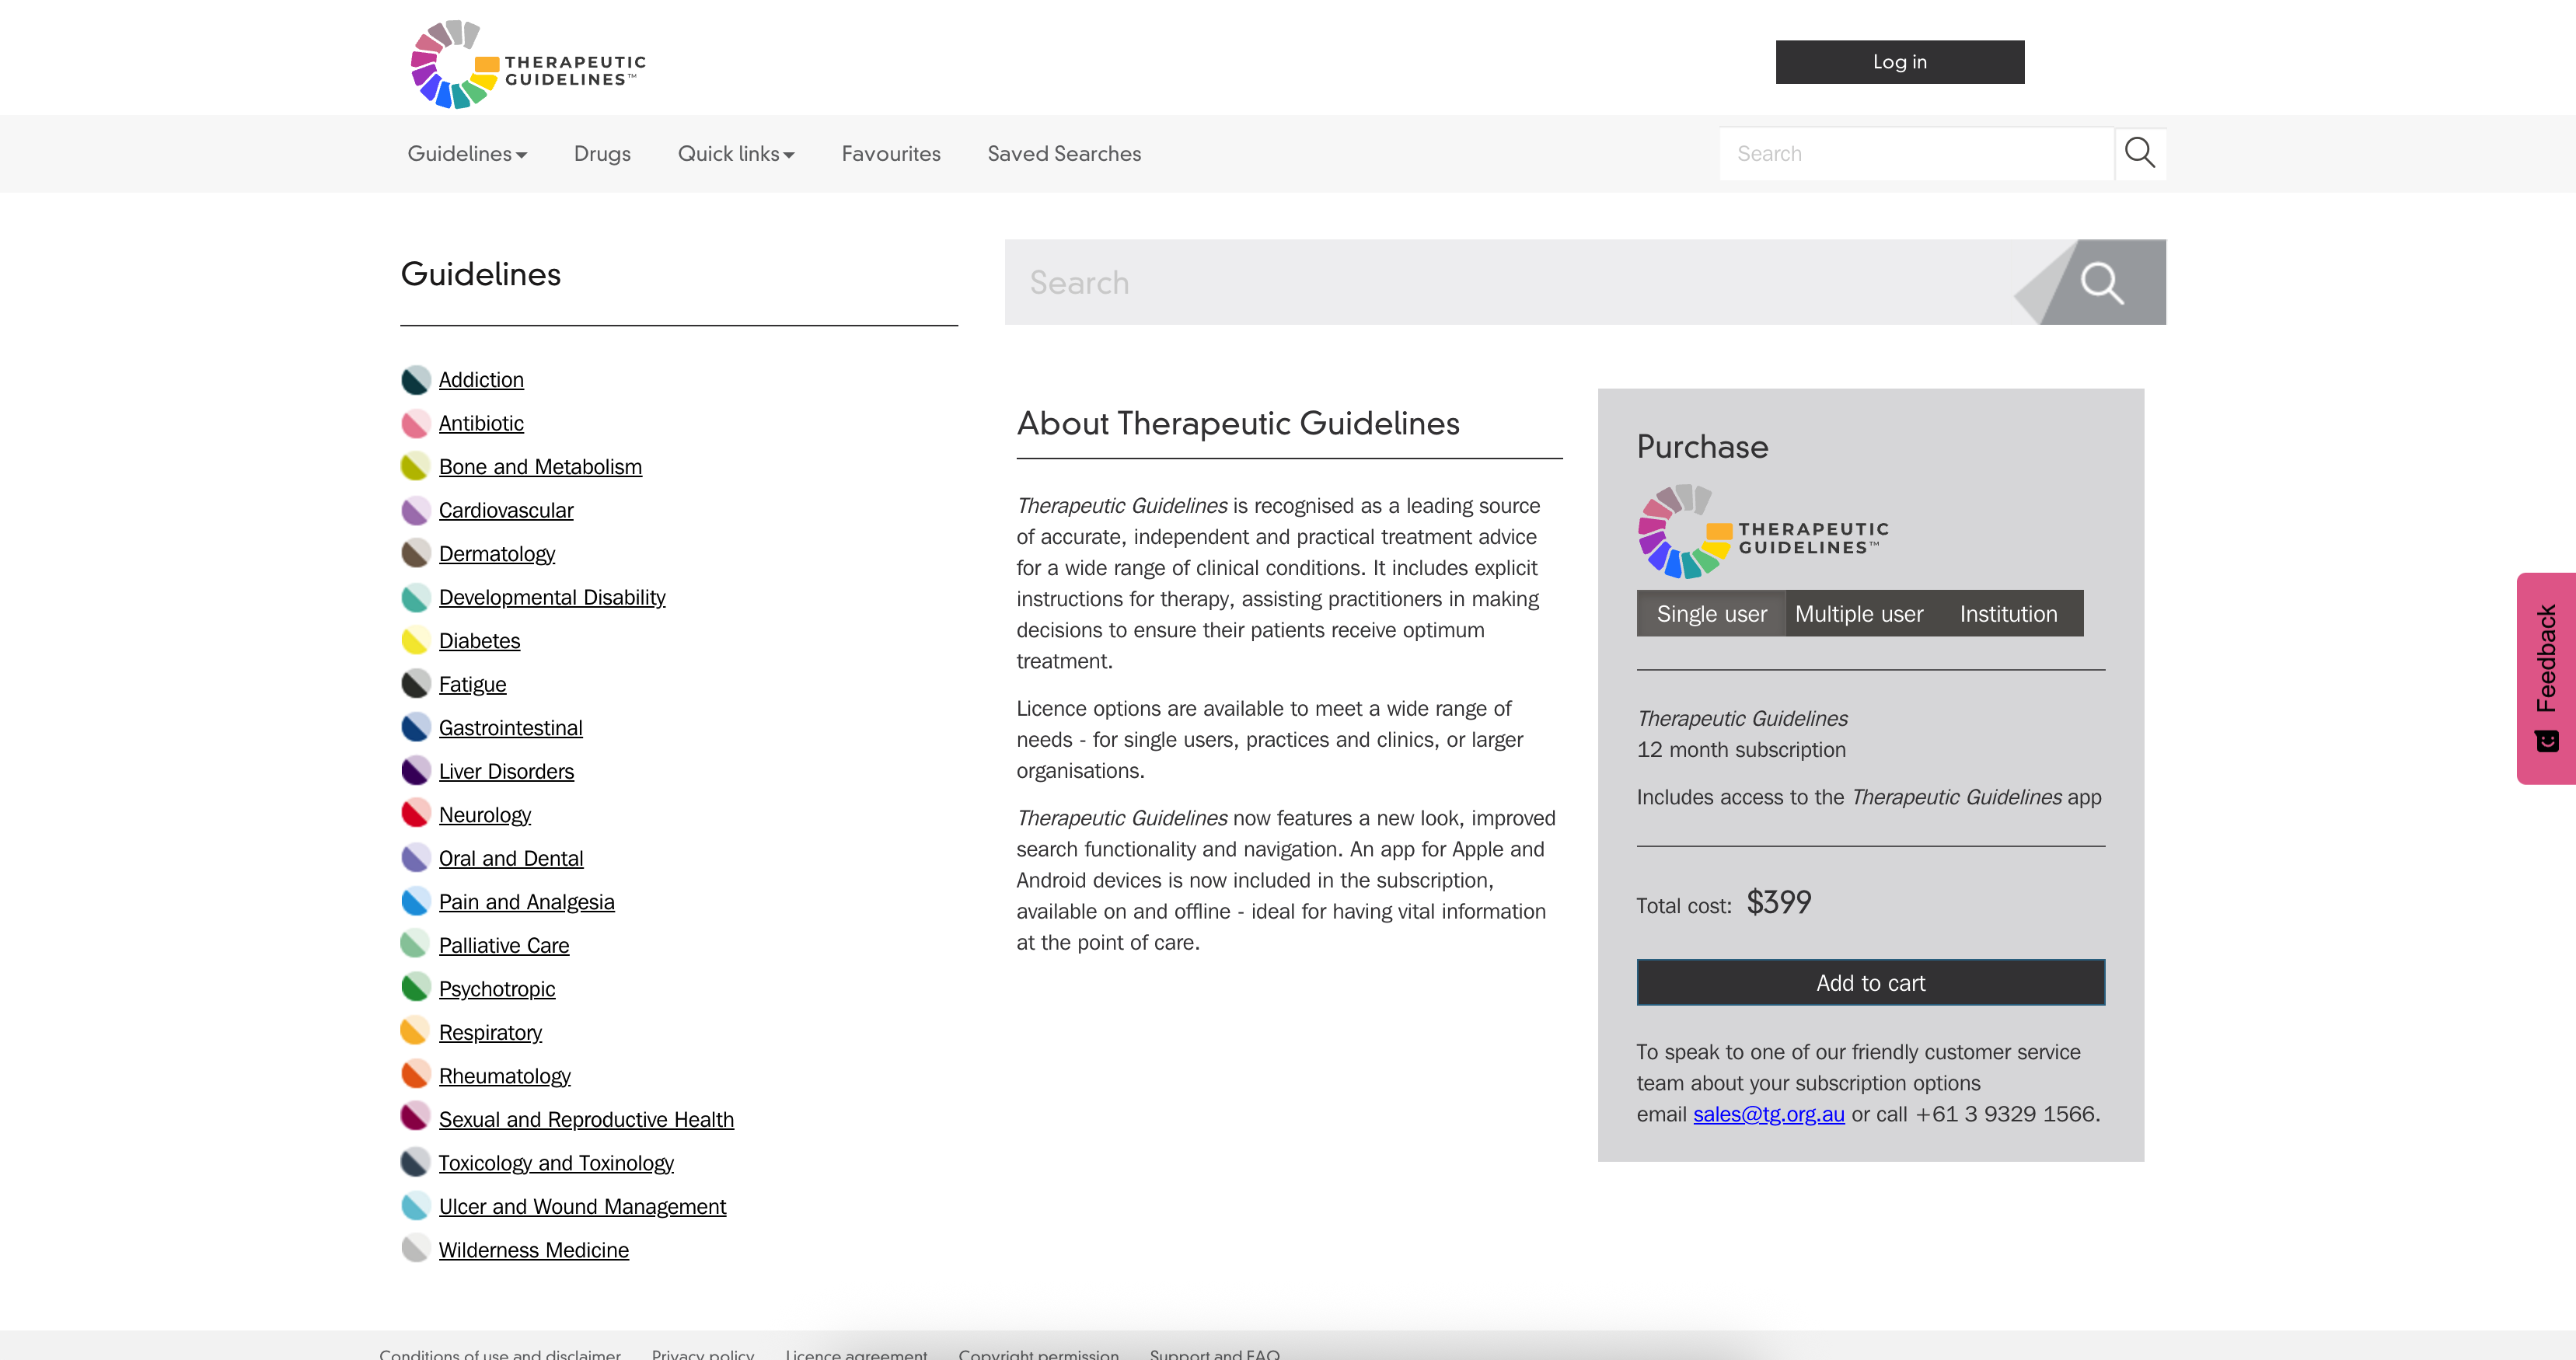 THERAPEUTIC
GUIDELINES™
Log in
Guidelines
Drugs
Quick links
Favourites
Saved Searches
Search
Guidelines
Addiction
Antibiotic
Bone and Metabolism
Cardiovascular
Dermatology
Developmental Disability
Diabetes
Fatigue
Gastrointestinal
Liver Disorders
Neurology
Oral and Dental
Pain and Analgesia
Palliative Care
Psychotropic
Respiratory
Rheumatology
Sexual and Reproductive Health
Toxicology and Toxinology
Ulcer and Wound Management
Wilderness Medicine
Search
About Therapeutic Guidelines
Therapeutic Guidelines is recognised as a leading source
of accurate, independent and practical treatment advice
for a wide range of clinical conditions. It includes explicit
instructions for therapy, assisting practitioners in making
decisions to ensure their patients receive optimum
treatment.
Licence options are available to meet a wide range of
needs - for single users, practices and clinics, or larger
organisations.
Therapeutic Guidelines now features a new look, improved
search functionality and navigation. An app for Apple and
Android devices is now included in the subscription,
available on and offline - ideal for having vital information
at the point of care.
Purchase
THERAPEUTIC
GUIDELINES™
Single user
Multiple user
Institution
Therapeutic Guidelines
12 month subscription
Includes access to the Therapeutic Guidelines app
Total cost: $399
Add to cart
To speak to one of our friendly customer service
team about your subscription options
email sales@tg.org.au or call +61 3 9329 1566.
Feedback
Conditions of use and disclaimer
Privacy policy
Licence agreement
Copyright permission
Support and FAQ